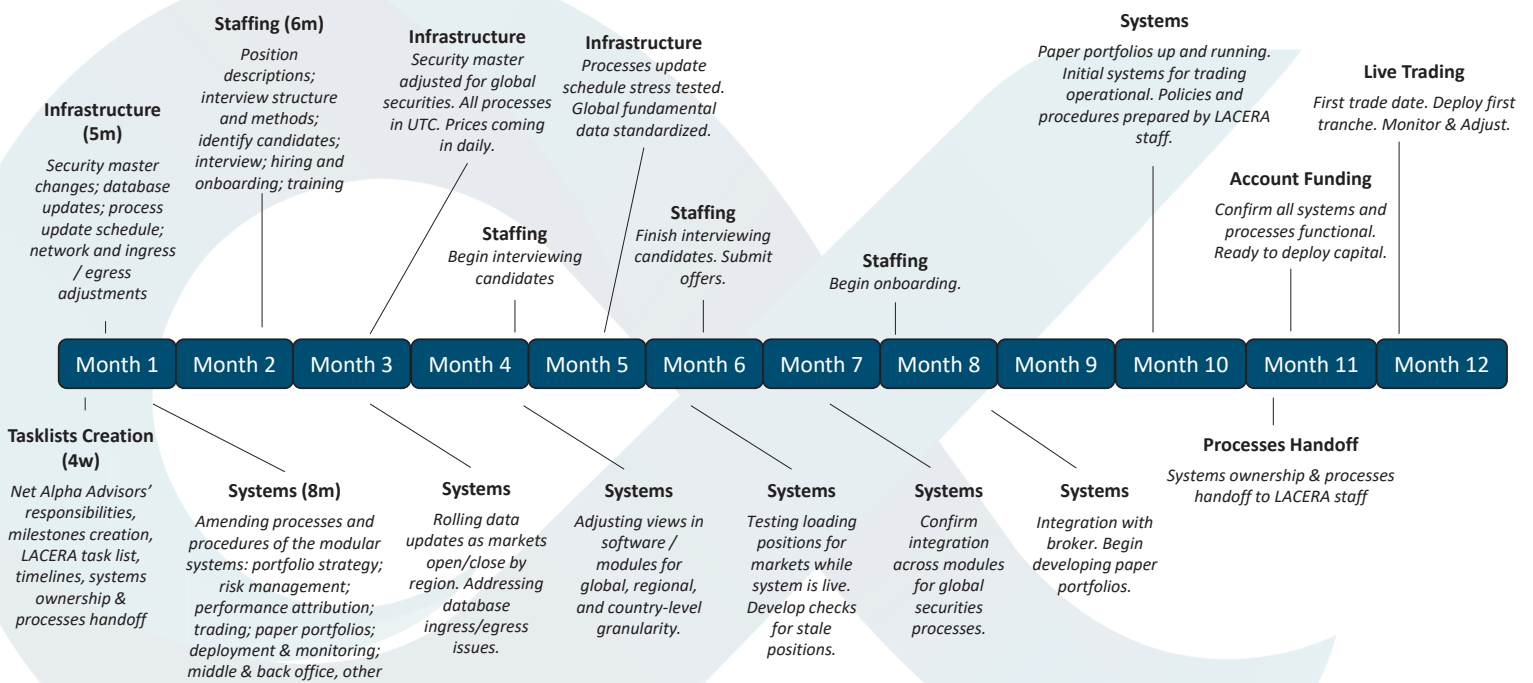 Staffing (6m)
Position
descriptions;
interview structure
and methods;
identify candidates;
interview; hiring and
onboarding; training
Infrastructure
Security master
adjusted for global
securities. All processes
in UTC. Prices coming
in daily.
Infrastructure
Processes update
schedule stress tested.
Global fundamental
data standardized.
Systems
Paper portfolios up and running.
Initial systems for trading
operational. Policies and
procedures prepared by LACERA
staff.
Live Trading
First trade date. Deploy first
tranche. Monitor & Adjust.
Infrastructure
(5m)
Security master
changes; database
updates; process
update schedule;
network and ingress
/ egress
adjustments
Staffing
Begin interviewing
candidates
Staffing
Finish interviewing
candidates. Submit
offers.
Staffing
Begin onboarding.
Account Funding
Confirm all systems and
processes functional.
Ready to deploy capital.
Month 1
Month 2
Month 3
Month 4
Month 5
Month 6
Month 7
Month 8
Month 9
Month 10
Month 11
Month 12
Tasklists Creation
(4w)
Net Alpha Advisors'
responsibilities,
milestones creation,
LACERA task list,
timelines, systems
ownership &
processes handoff
Systems (8m)
Amending processes and
procedures of the modular
systems: portfolio strategy;
risk management;
performance attribution;
trading; paper portfolios;
deployment & monitoring;
middle & back office, other
Systems
Rolling data
updates as markets
open/close by
region. Addressing
database
ingress/egress
issues.
Systems
Adjusting views in
software /
modules for
global, regional,
and country-level
granularity.
Systems
Testing loading
positions for
markets while
system is live.
Develop checks
for stale
positions.
Systems
Confirm
integration
across modules
for global
securities
processes.
Systems
Integration with
broker. Begin
developing paper
portfolios.
Processes Handoff
Systems ownership & processes
handoff to LACERA staff